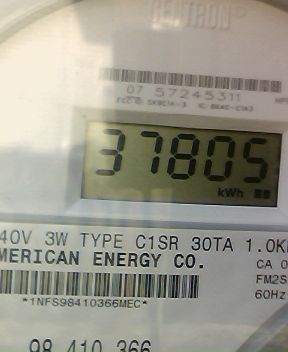 CENTRON
07 57245311
37805
kWh
40V 3W TYPE C1SR 30TA 1.0K
MERICAN ENERGY CO.
CA 0
FM2S
*1NFS98410366MEC*
60Hz
98 410 366